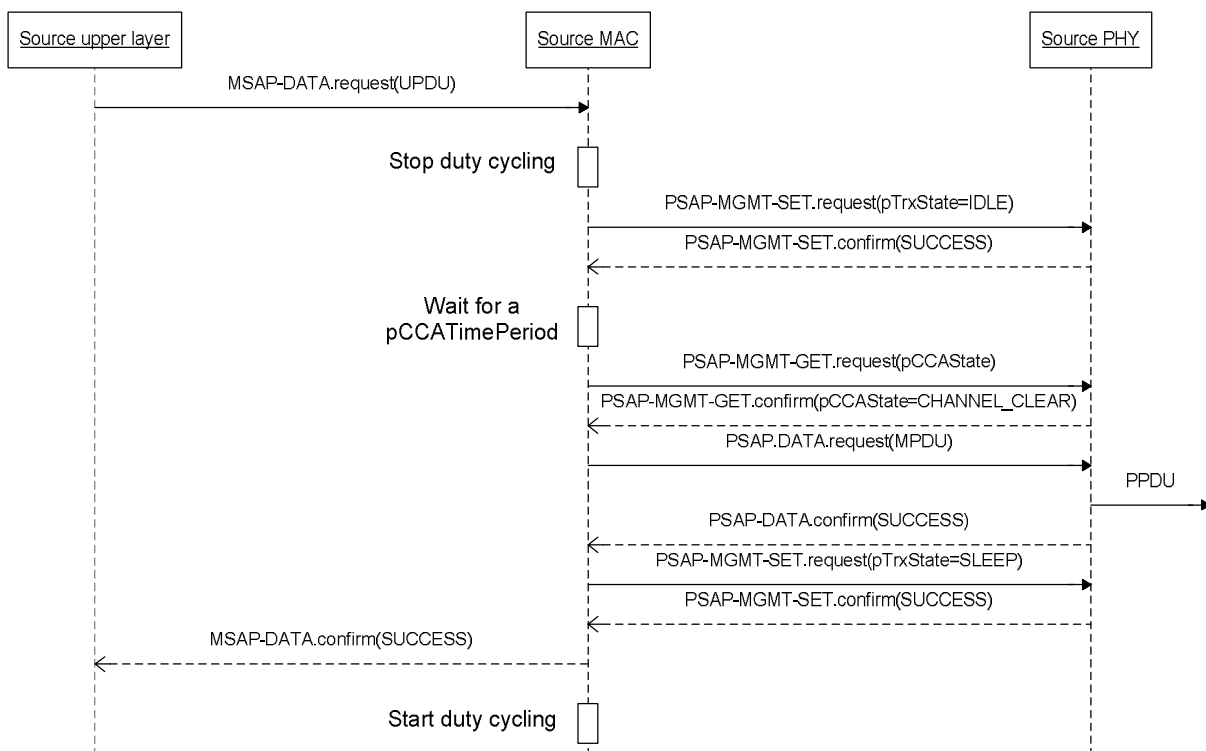 Source upper layer
Source MAC
Source PHY
MSAP-DATA.request(UPDU)
Stop duty cycling
PSAP-MGMT-SET.request(pTrxState=IDLE)
PSAP-MGMT-SET.confirm(SUCCESS)
Wait for a
pCCATimePeriod
PSAP-MGMT-GET.request(pCCAState)
PSAP-MGMT-GET.confirm(pCCAState=CHANNEL_CLEAR)
PSAP.DATA.request(MPDU)
PPDU
PSAP-DATA.confirm(SUCCESS)
PSAP-MGMT-SET.request(pTrxState=SLEEP)
PSAP-MGMT-SET.confirm(SUCCESS)
MSAP-DATA.confirm(SUCCESS)
Start duty cycling